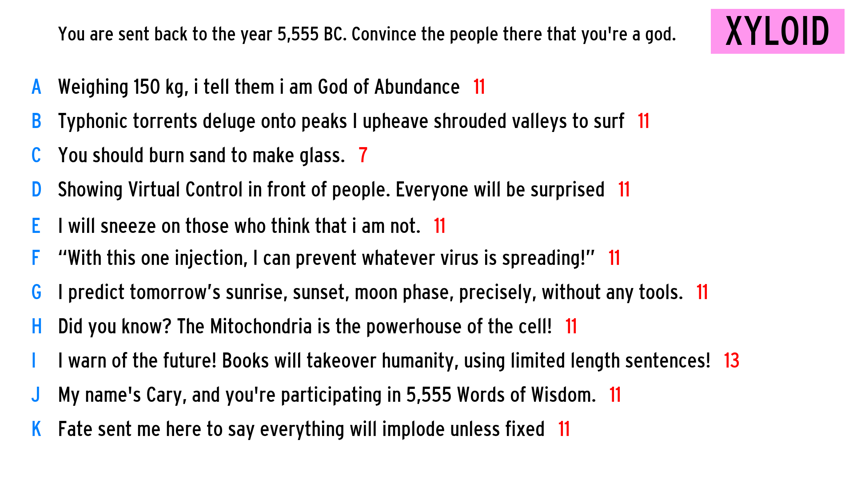 You are sent back to the year 5,555 BC. Convince the people there that you're a god.
XYLOID
A Weighing 150 kg, i tell them i am God of Abundance 11
B Typhonic torrents deluge onto peaks I upheave shrouded valleys to surf 11
C You should burn sand to make glass. 7
D Showing Virtual Control in front of people. Everyone will be surprised 11
E I will sneeze on those who think that i am not. 11
F “With this one injection, I can prevent whatever virus is spreading!” 11
G I predict tomorrow’s sunrise, sunset, moon phase, precisely, without any tools. 11
H Did you know? The Mitochondria is the powerhouse of the cell! 11
I I warn of the future! Books will takeover humanity, using limited length sentences! 13
J My name's Cary, and you're participating in 5,555 Words of Wisdom. 11
K Fate sent me here to say everything will implode unless fixed 11